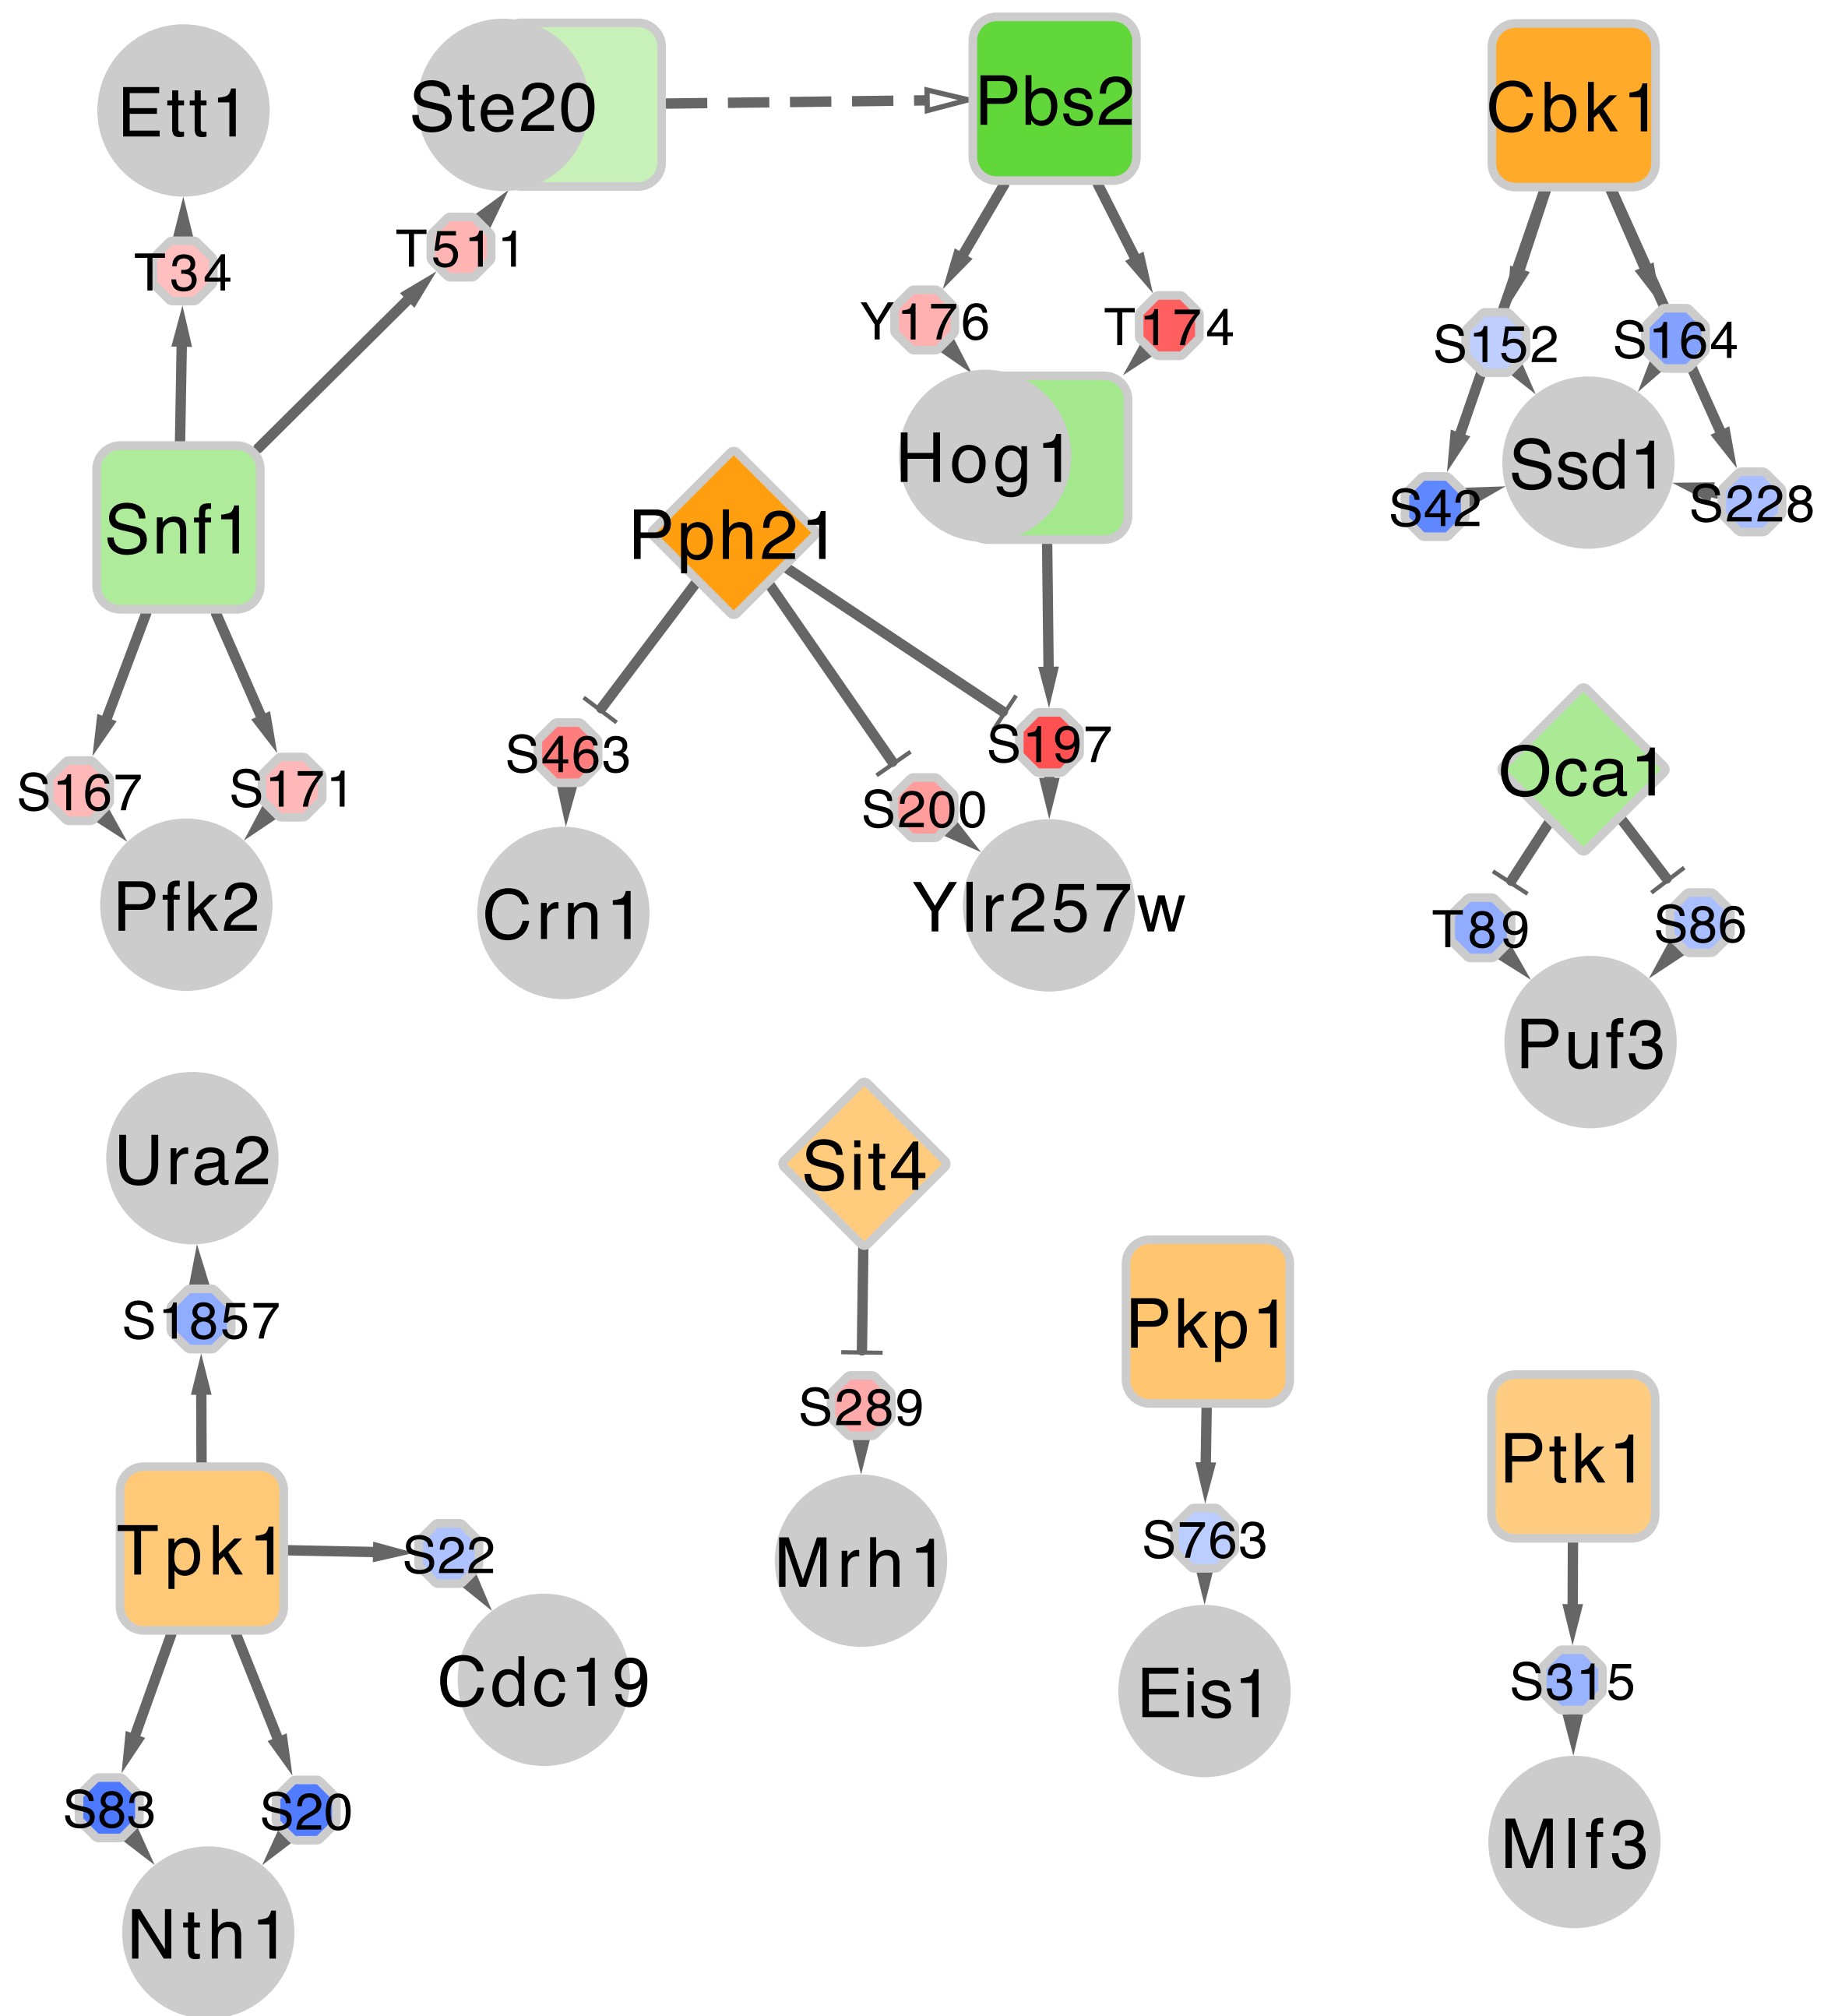 Ett1
Ste20
Pbs2
Cbk1
T34
T511
Y176
T174
S152
S164
Snf1
Pph21
Hog1
Ssd1
S42
S228
S167
S171
S463
S200
S197
Oca1
Pfk2
Crn1
Ylr257w
T89
S86
Puf3
Ura2
Sit4
S1857
Pkp1
S289
Ptk1
Tpk1
S22
Mrh1
S763
Cdc19
Eis1
S315
S83
S20
Mlf3
Nth1